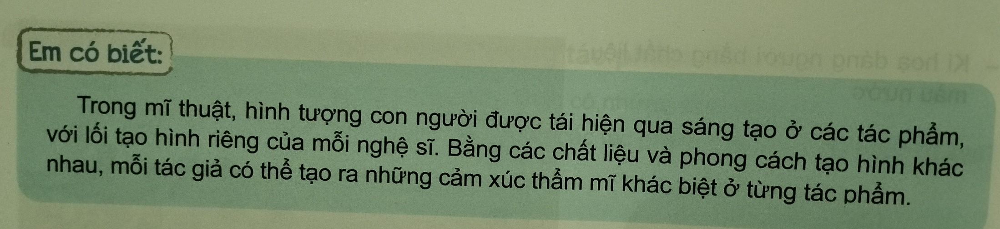 Em có biết:
Trong mĩ thuật, hình tượng con người được tái hiện qua sáng tạo ở các tác phẩm,
với lối tạo hình riêng của mỗi nghệ sĩ. Bằng các chất liệu và phong cách tạo hình khác
nhau, mỗi tác giả có thể tạo ra những cảm xúc thẩm mĩ khác biệt ở từng tác phẩm.